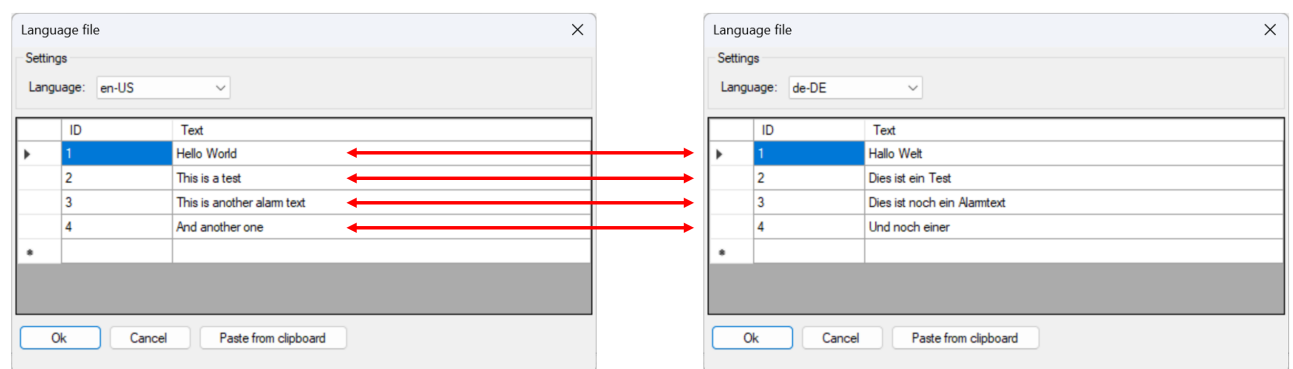 Language file
Settings
Language: en-US
ID Text
1 Hello World
2 This is a test
3 This is another alarm text
4 And another one
Ok Cancel Paste from clipboard
Language file
Settings
Language: de-DE
ID Text
1 Hallo Welt
2 Dies ist ein Test
3 Dies ist noch ein Alarmtext
4 Und noch einer
Ok Cancel Paste from clipboard